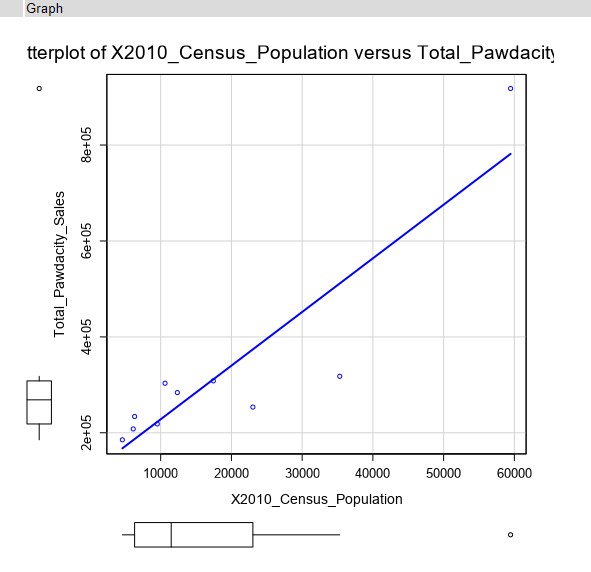 Graph
tterplot of X2010_Census_Population versus Total_Pawdacity
8e+05
6e+05
4e+05
2e+05
Total_Pawdacity_Sales
10000 20000 30000 40000 50000 60000
X2010_Census_Population